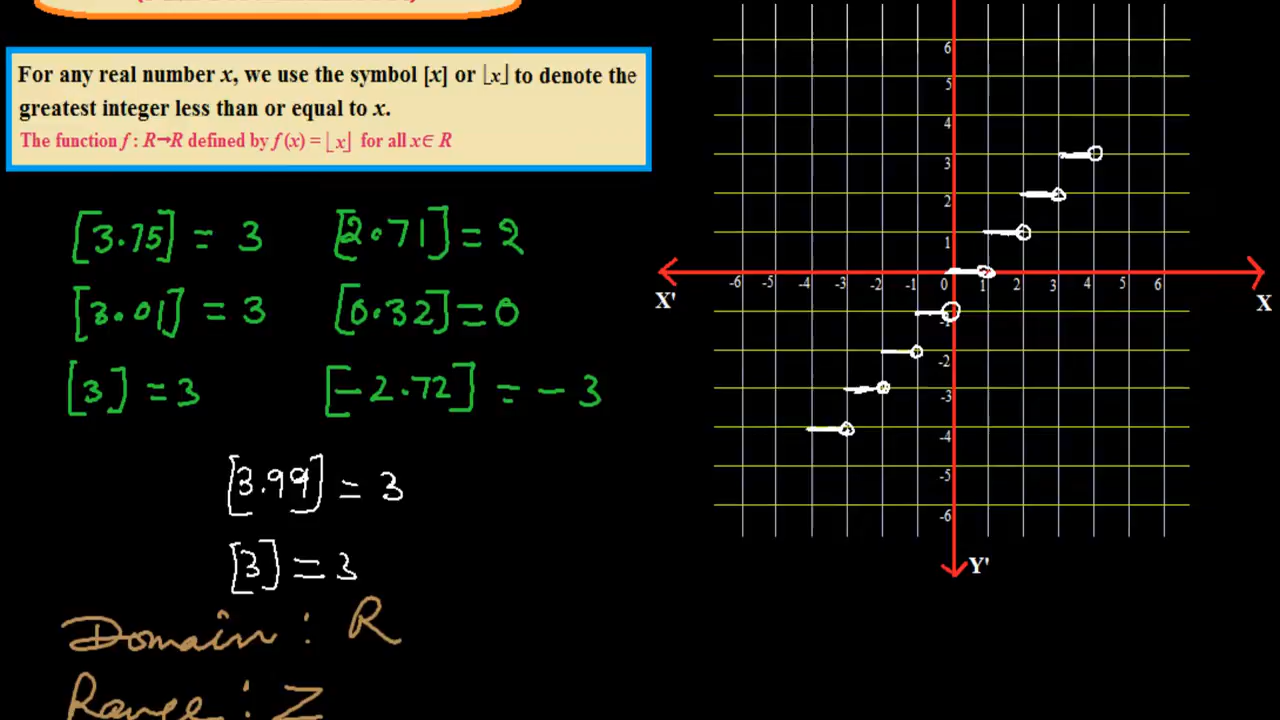 For any real number x, we use the symbol [x] or ⌊x⌋ to denote the
greatest integer less than or equal to x.
The function f : R→R defined by f (x) = ⌊x⌋ for all x∈ R
[3.75] = 3
[2.71] = 2
[3.01] = 3
[0.32] = 0
[3] = 3
[-2.72] = -3
[3.99] = 3
[3] = 3
Domain : R
Range : Z
6
5
4
3
2
1
X' -6 -5 -4 -3 -2 -1 0 1 2 3 4 5 6 X
-1
-2
-3
-4
-5
-6
Y'